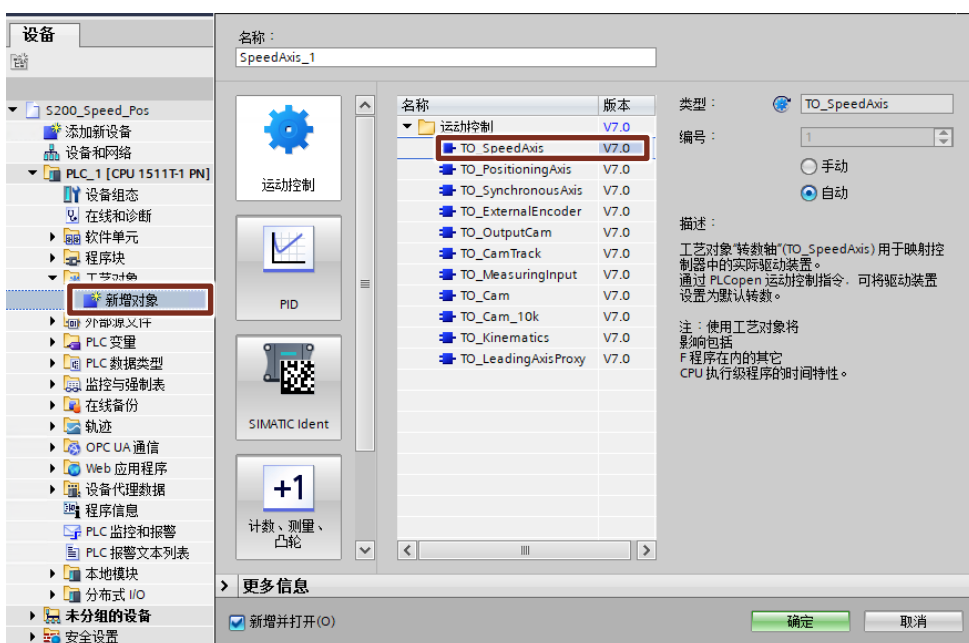 设备
S200_Speed_Pos
添加新设备
设备和网络
PLC_1 [CPU 1511T-1 PN]
设备组态
在线和诊断
软件单元
程序块
工艺对象
新增对象
外部源文件
PLC 变量
PLC 数据类型
监控与强制表
在线备份
轨迹
OPC UA 通信
Web 应用程序
设备代理数据
程序信息
PLC 监控和报警
PLC 报警文本列表
本地模块
分布式 I/O
未分组的设备
安全设置
名称：
SpeedAxis_1
运动控制
PID
SIMATIC Ident
+1
计数、测量、
凸轮
名称 版本
运动控制 V7.0
TO_SpeedAxis V7.0
TO_PositioningAxis V7.0
TO_SynchronousAxis V7.0
TO_ExternalEncoder V7.0
TO_OutputCam V7.0
TO_CamTrack V7.0
TO_MeasuringInput V7.0
TO_Cam V7.0
TO_Cam_10k V7.0
TO_Kinematics V7.0
TO_LeadingAxisProxy V7.0
类型： TO_SpeedAxis
编号： 1
手动
自动
描述：
工艺对象“转数轴”(TO_SpeedAxis) 用于映射控
制器中的实际驱动装置。
通过 PLCopen 运动控制指令，可将驱动装置
设置为默认转数。
注：使用工艺对象将
影响包括
F 程序在内的其它
CPU 执行级程序的时间特性。
更多信息
新增并打开(O)
确定 取消